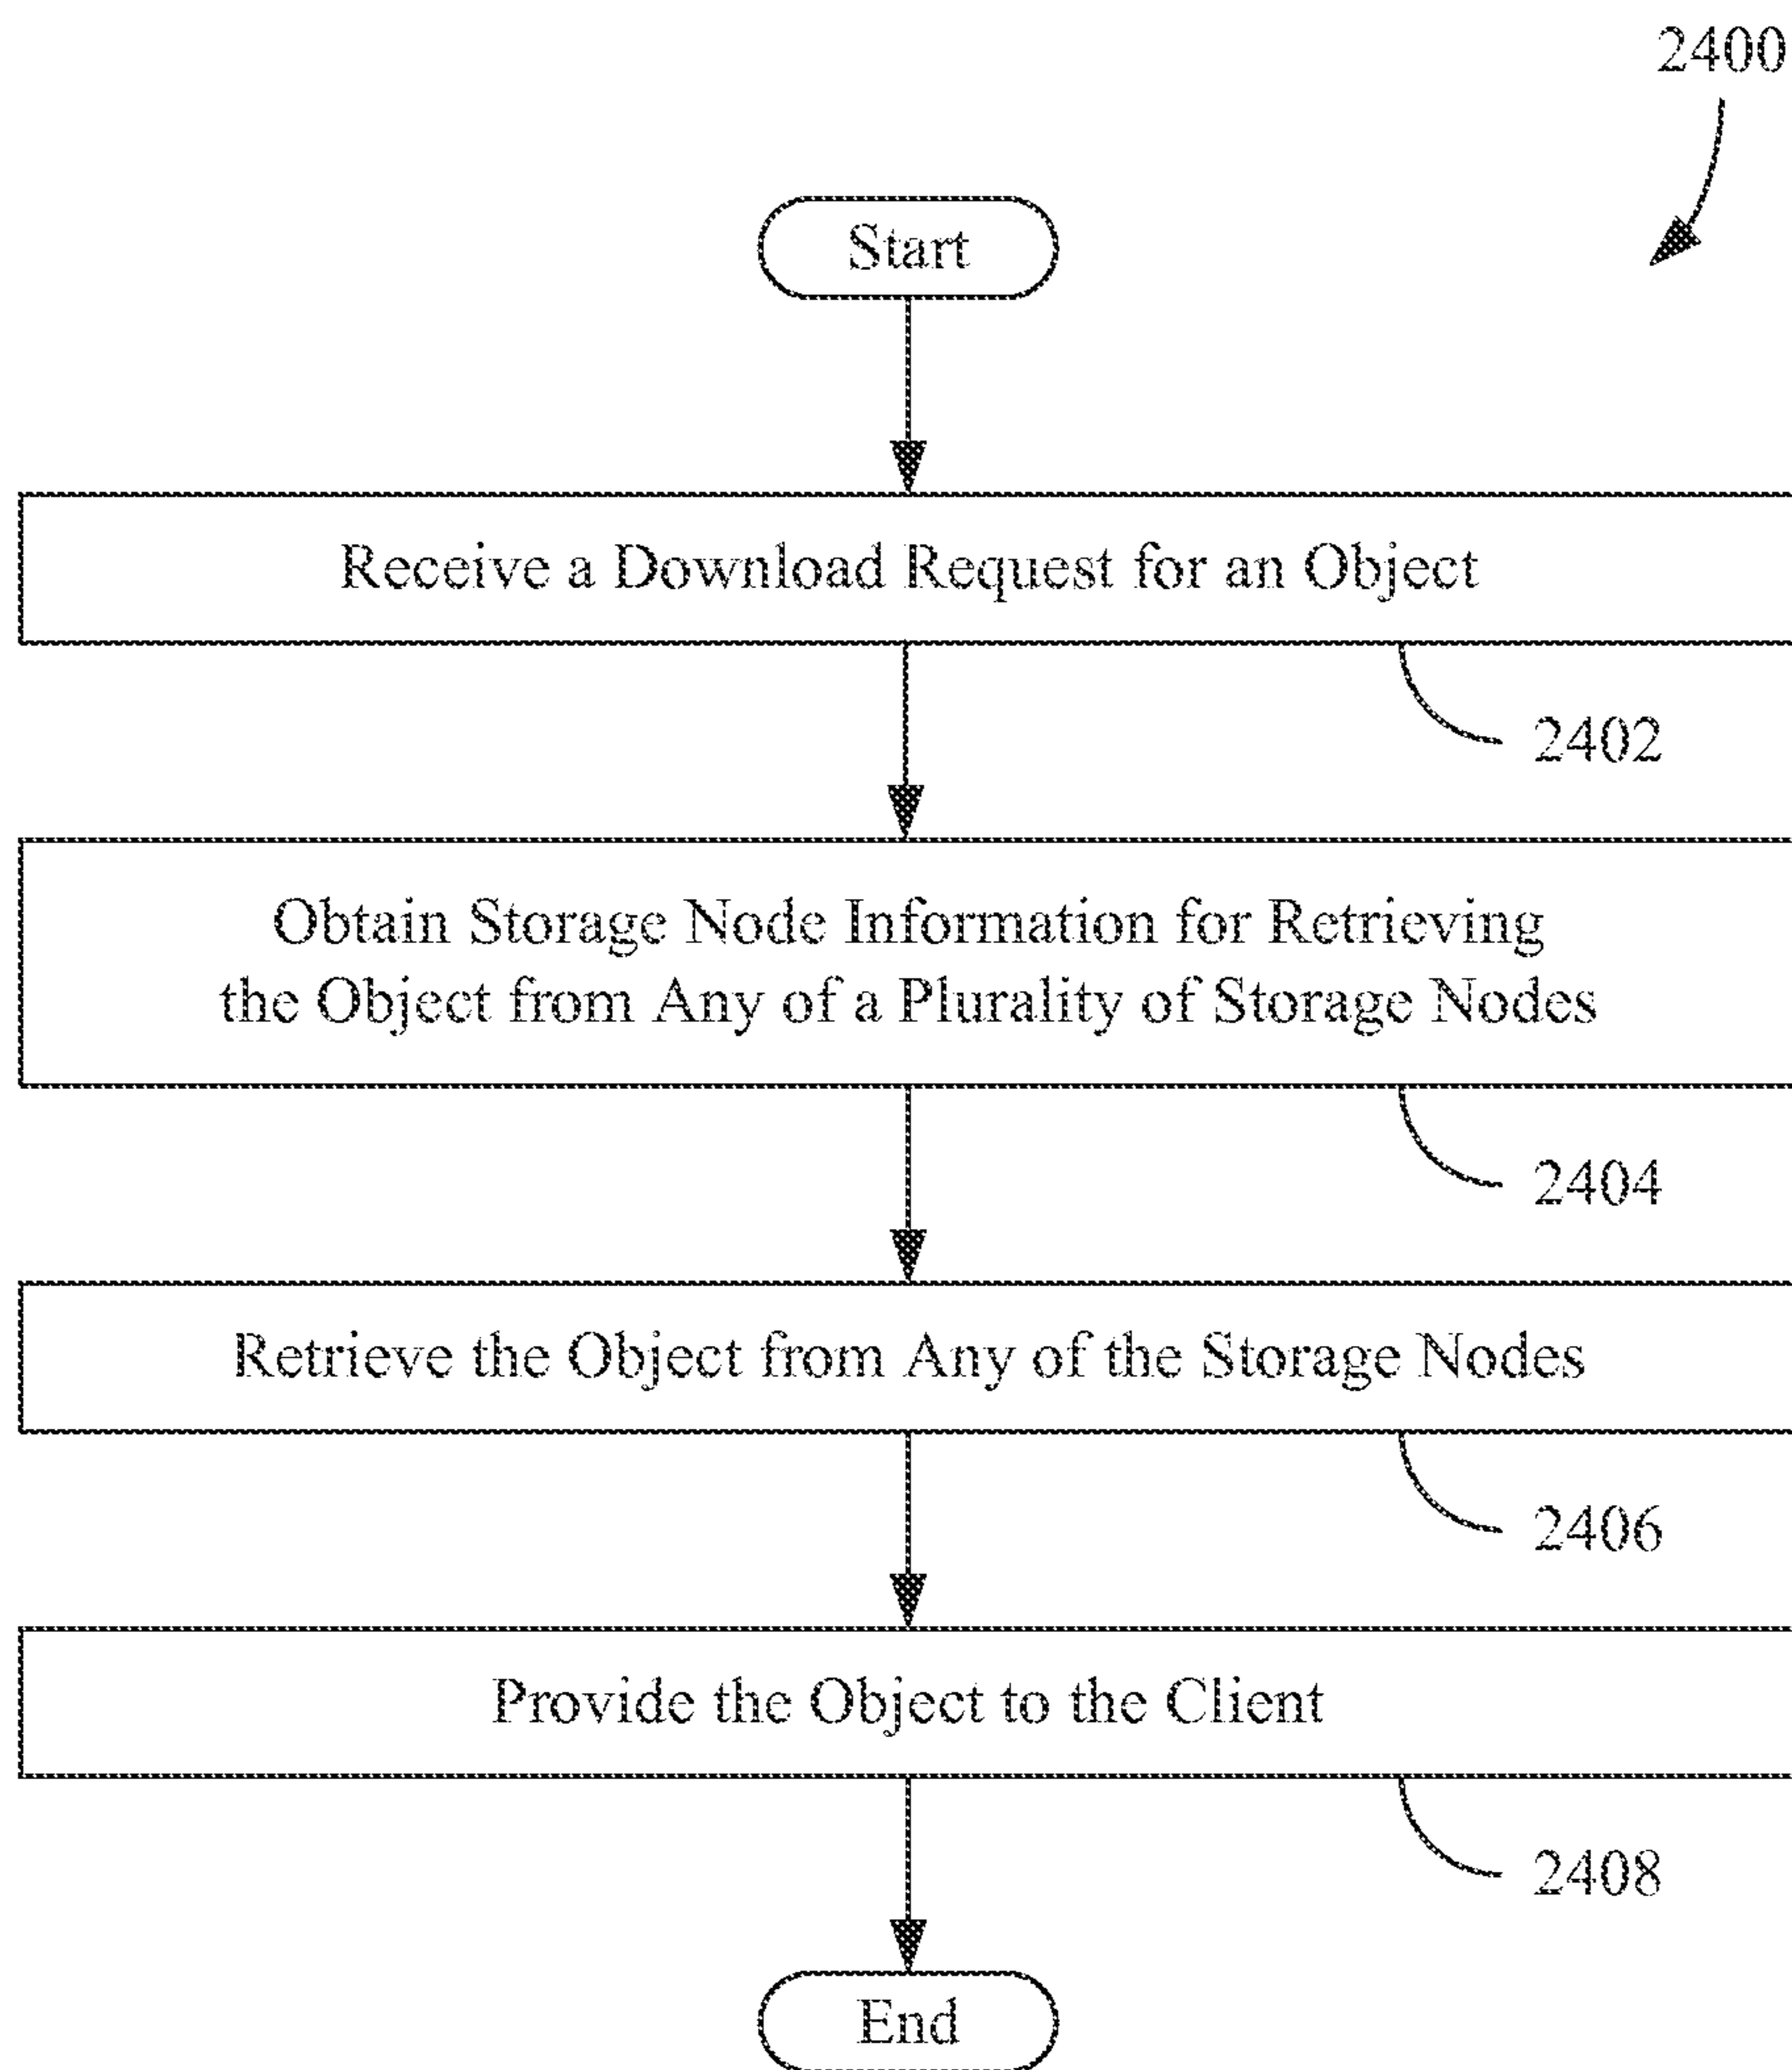 2400
Start
Receive a Download Request for an Object
2402
Obtain Storage Node Information for Retrieving
the Object from Any of a Plurality of Storage Nodes
2404
Retrieve the Object from Any of the Storage Nodes
2406
Provide the Object to the Client
2408
End